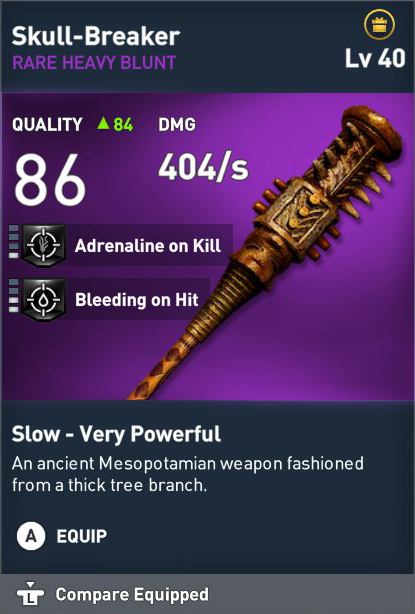 Skull-Breaker
RARE HEAVY BLUNT
Lv 40
QUALITY ▲84 DMG
86 404/s
Adrenaline on Kill
Bleeding on Hit
Slow - Very Powerful
An ancient Mesopotamian weapon fashioned
from a thick tree branch.
A EQUIP
L Compare Equipped